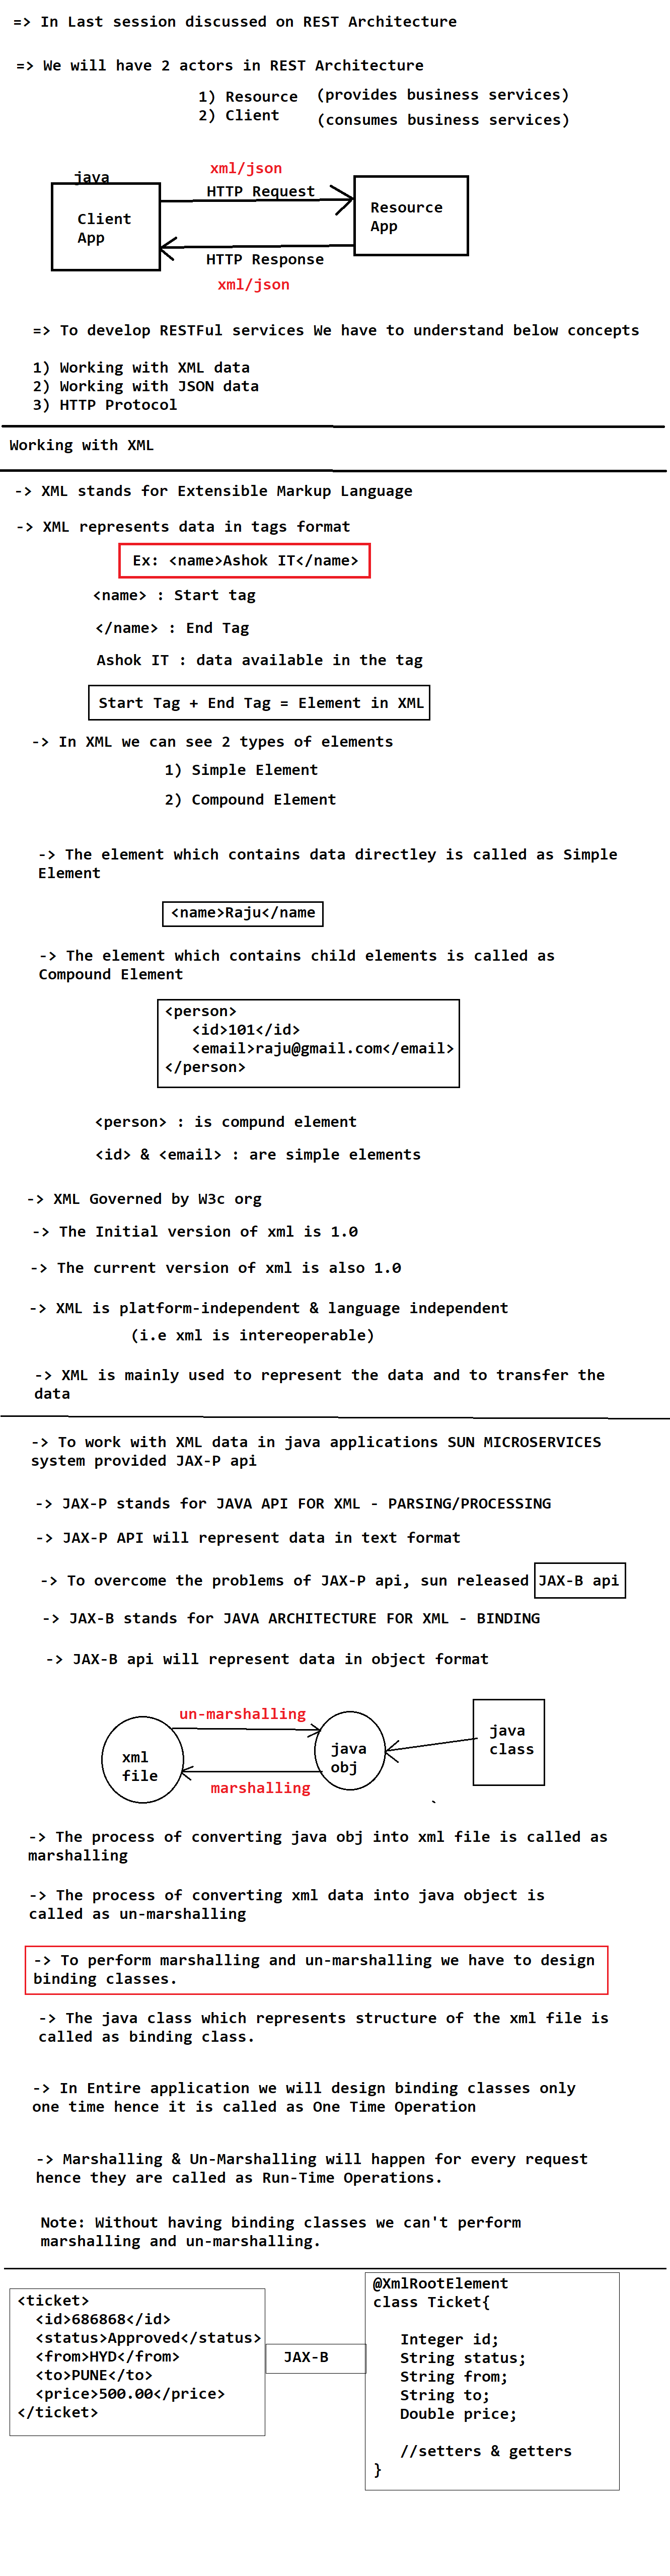 => In Last session discussed on REST Architecture
=> We will have 2 actors in REST Architecture
1) Resource (provides business services)
2) Client (consumes business services)
java
xml/json
HTTP Request
Client
App
Resource
App
HTTP Response
xml/json
=> To develop RESTFul services We have to understand below concepts
1) Working with XML data
2) Working with JSON data
3) HTTP Protocol
Working with XML
-> XML stands for Extensible Markup Language
-> XML represents data in tags format
Ex: <name>Ashok IT</name>
<name> : Start tag
</name> : End Tag
Ashok IT : data available in the tag
Start Tag + End Tag = Element in XML
-> In XML we can see 2 types of elements
1) Simple Element
2) Compound Element
-> The element which contains data directley is called as Simple
Element
<name>Raju</name
-> The element which contains child elements is called as
Compound Element
<person>
<id>101</id>
<email>raju@gmail.com</email>
</person>
<person> : is compund element
<id> & <email> : are simple elements
-> XML Governed by W3c org
-> The Initial version of xml is 1.0
-> The current version of xml is also 1.0
-> XML is platform-independent & language independent
(i.e xml is intereoperable)
-> XML is mainly used to represent the data and to transfer the
data
-> To work with XML data in java applications SUN MICROSERVICES
system provided JAX-P api
-> JAX-P stands for JAVA API FOR XML - PARSING/PROCESSING
-> JAX-P API will represent data in text format
-> To overcome the problems of JAX-P api, sun released JAX-B api
-> JAX-B stands for JAVA ARCHITECTURE FOR XML - BINDING
-> JAX-B api will represent data in object format
un-marshalling
xml
file
java
obj
java
class
marshalling
-> The process of converting java obj into xml file is called as
marshalling
-> The process of converting xml data into java object is
called as un-marshalling
-> To perform marshalling and un-marshalling we have to design
binding classes.
-> The java class which represents structure of the xml file is
called as binding class.
-> In Entire application we will design binding classes only
one time hence it is called as One Time Operation
-> Marshalling & Un-Marshalling will happen for every request
hence they are called as Run-Time Operations.
Note: Without having binding classes we can't perform
marshalling and un-marshalling.
<ticket>
<id>686868</id>
<status>Approved</status>
<from>HYD</from>
<to>PUNE</to>
<price>500.00</price>
</ticket>
JAX-B
@XmlRootElement
class Ticket{
Integer id;
String status;
String from;
String to;
Double price;
//setters & getters
}